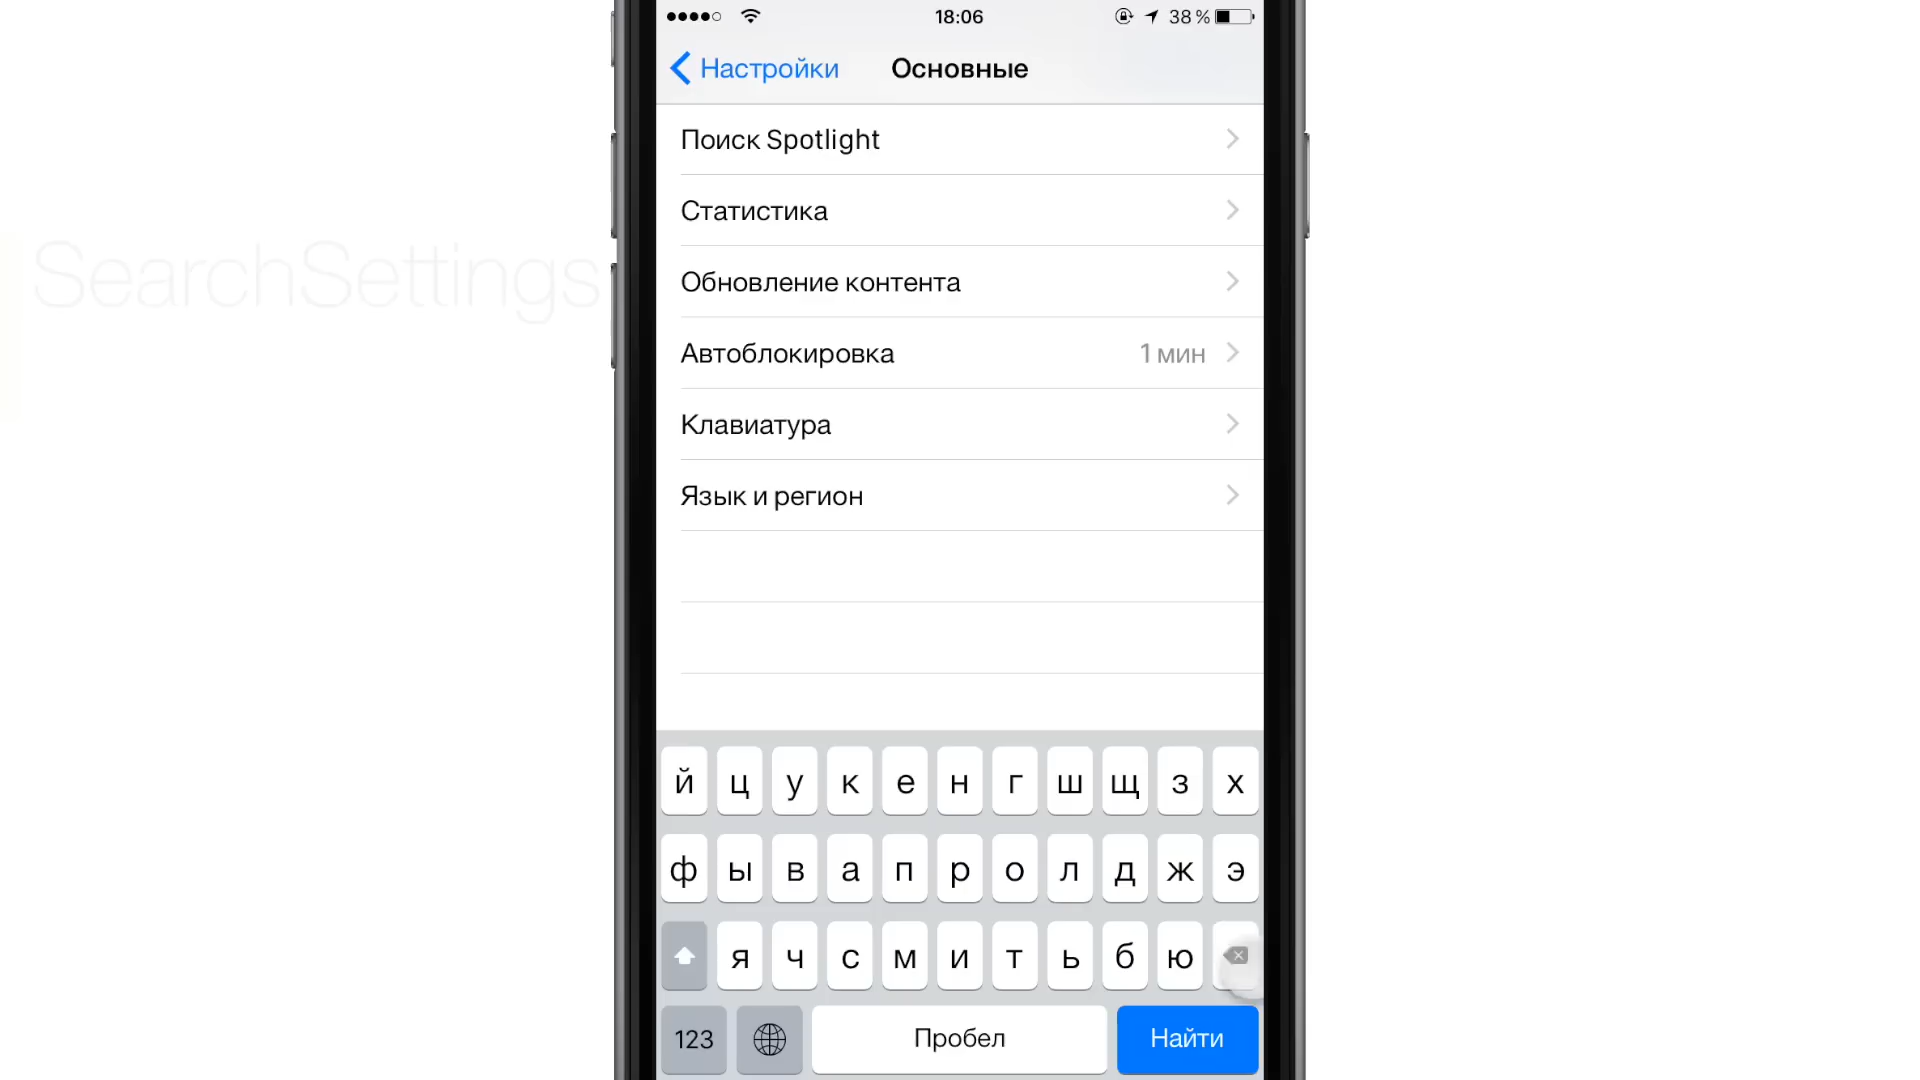 18:06
38 %
Настройки
Основные
SearchSettings
Поиск Spotlight
Статистика
Обновление контента
Автоблокировка 1 мин
Клавиатура
Язык и регион
й ц у к е н г ш щ з х
ф ы в а п р о л д ж э
я ч с м и т ь б ю
123 Пробел Найти